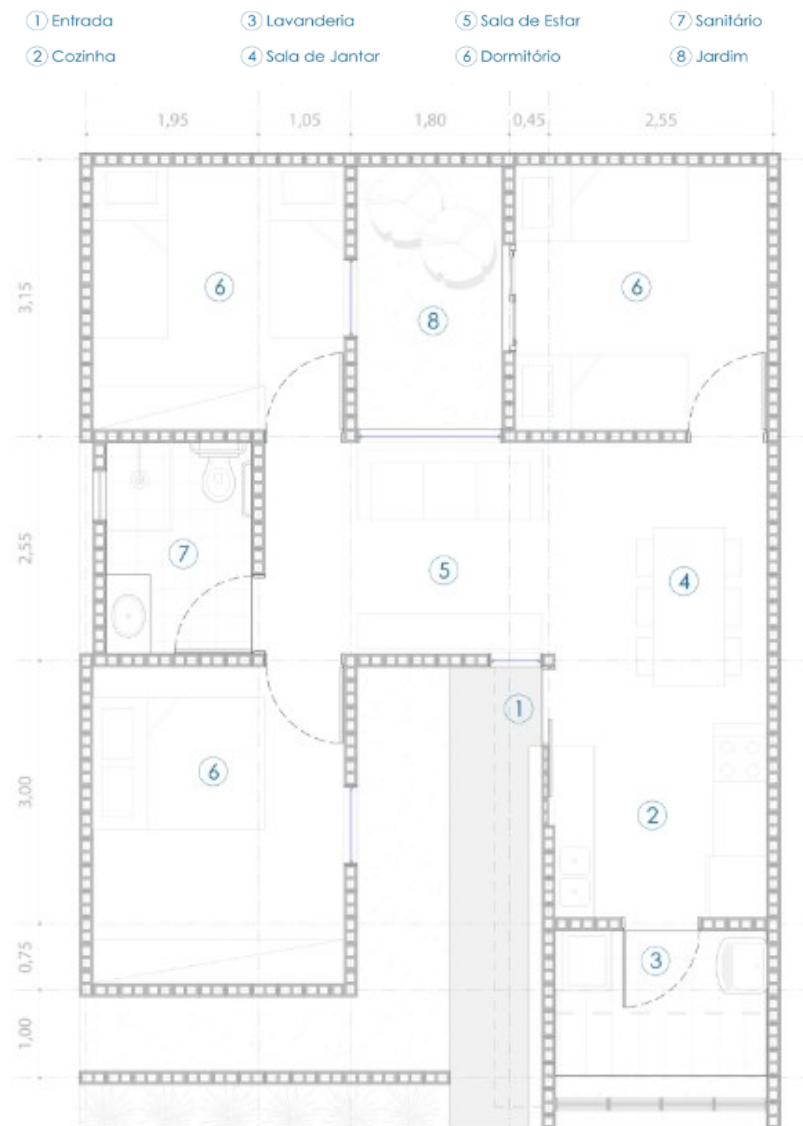 1 Entrada 3 Lavanderia 5 Sala de Estar 7 Sanitário
2 Cozinha 4 Sala de Jantar 6 Dormitório 8 Jardim
1,95 1,05 1,80 0,45 2,55
3,15
6 8 6
2,55
7 5 4
3,00
1
6 2
0,75
3
1,00